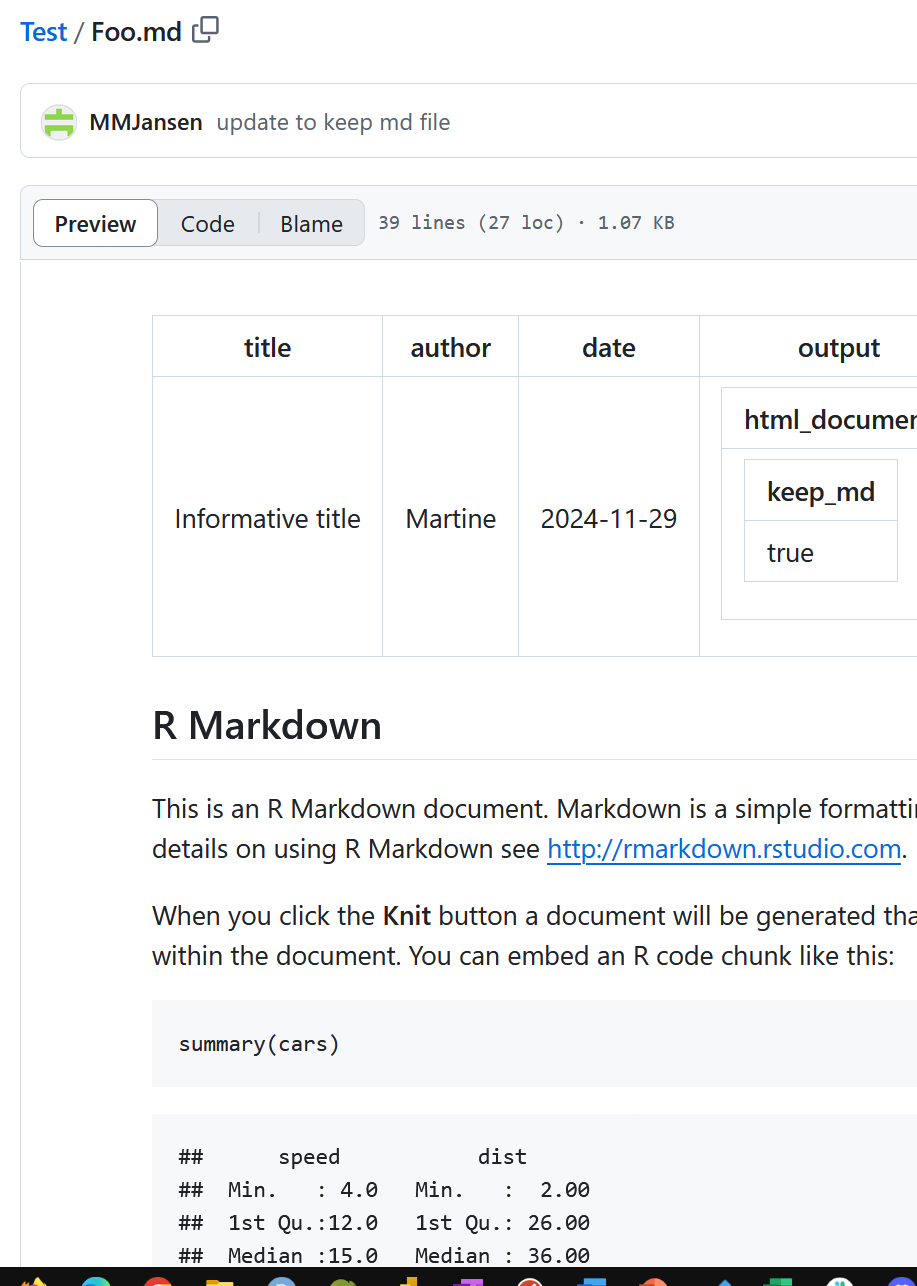 Test / Foo.md
MMJansen update to keep md file
Preview Code Blame 39 lines (27 loc) · 1.07 KB
title author date output
html_documen
keep_md
Informative title Martine 2024-11-29
true
R Markdown
This is an R Markdown document. Markdown is a simple formattin
details on using R Markdown see http://rmarkdown.rstudio.com.
When you click the Knit button a document will be generated tha
within the document. You can embed an R code chunk like this:
summary(cars)
##      speed           dist
##  Min.   : 4.0   Min.   :  2.00
##  1st Qu.:12.0   1st Qu.: 26.00
##  Median :15.0   Median : 36.00